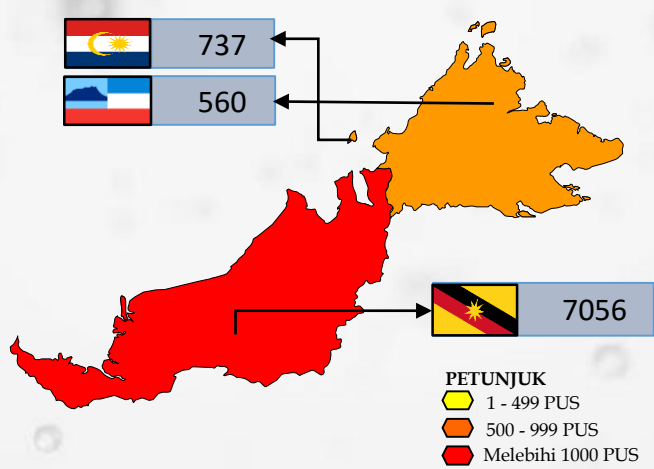 737
560
7056
PETUNJUK
1 - 499 PUS
500 - 999 PUS
Melebihi 1000 PUS